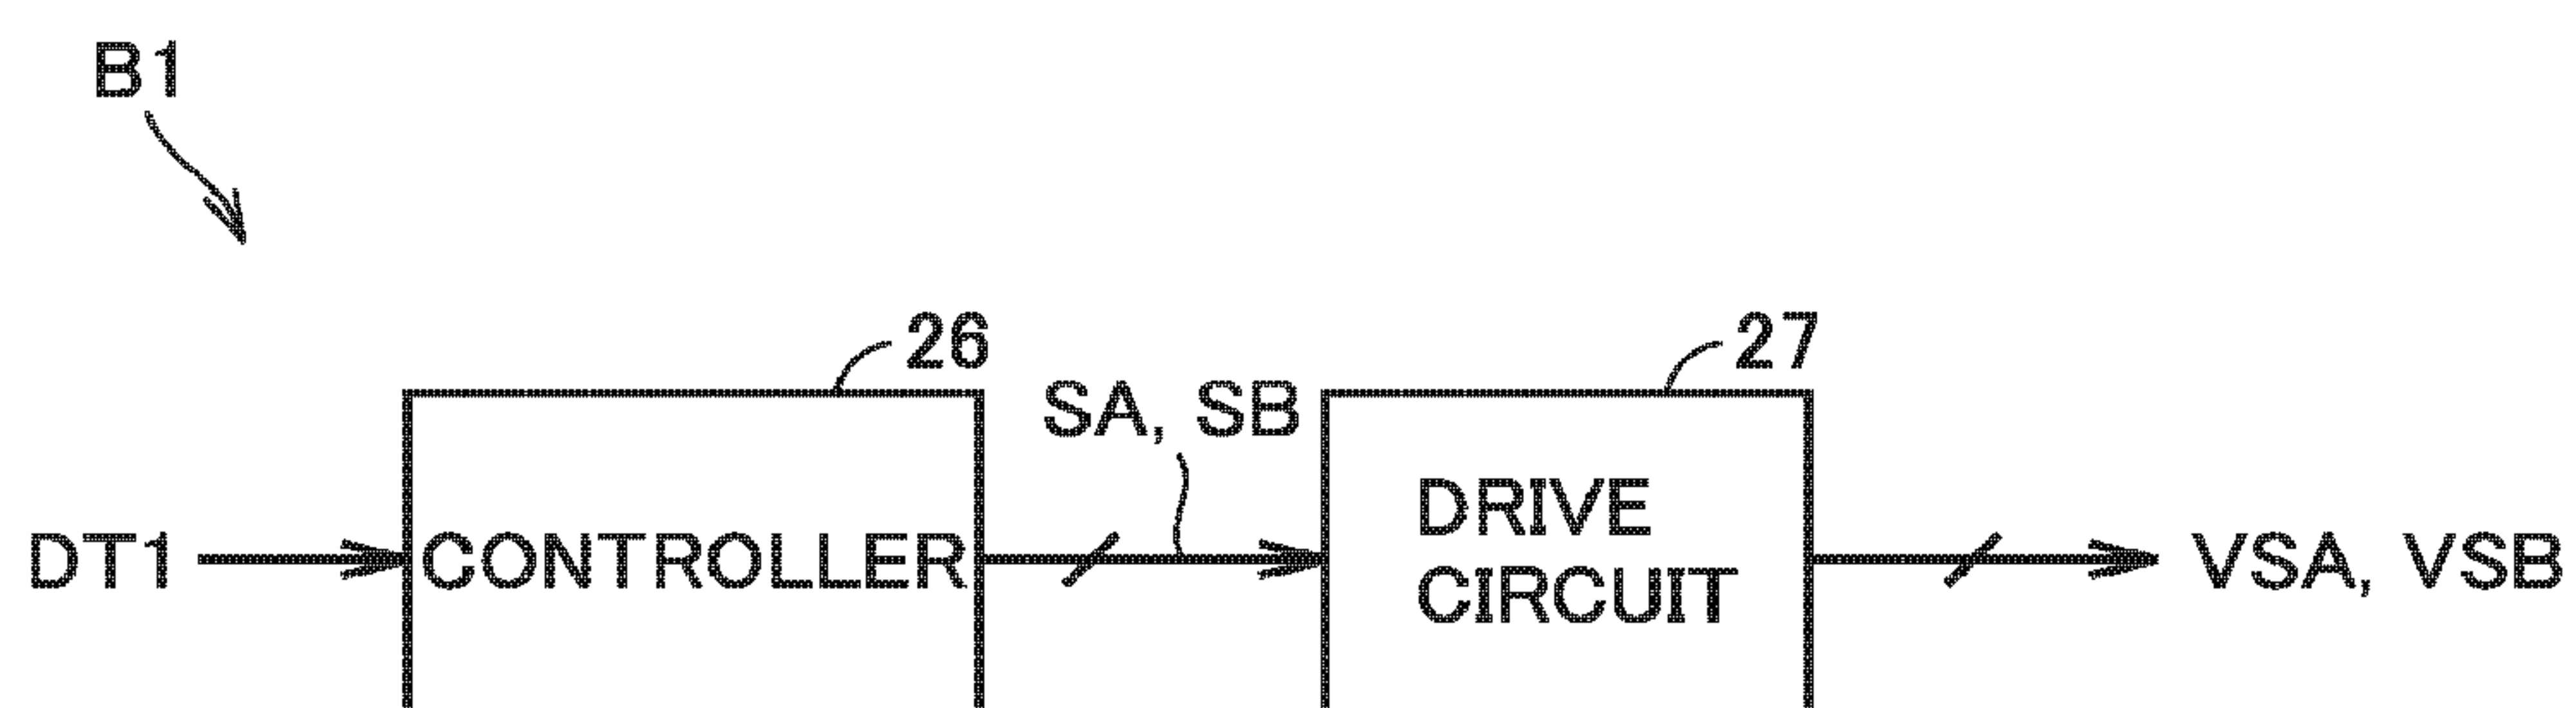 B1
26
27
SA, SB
DT1
CONTROLLER
DRIVE
CIRCUIT
VSA, VSB